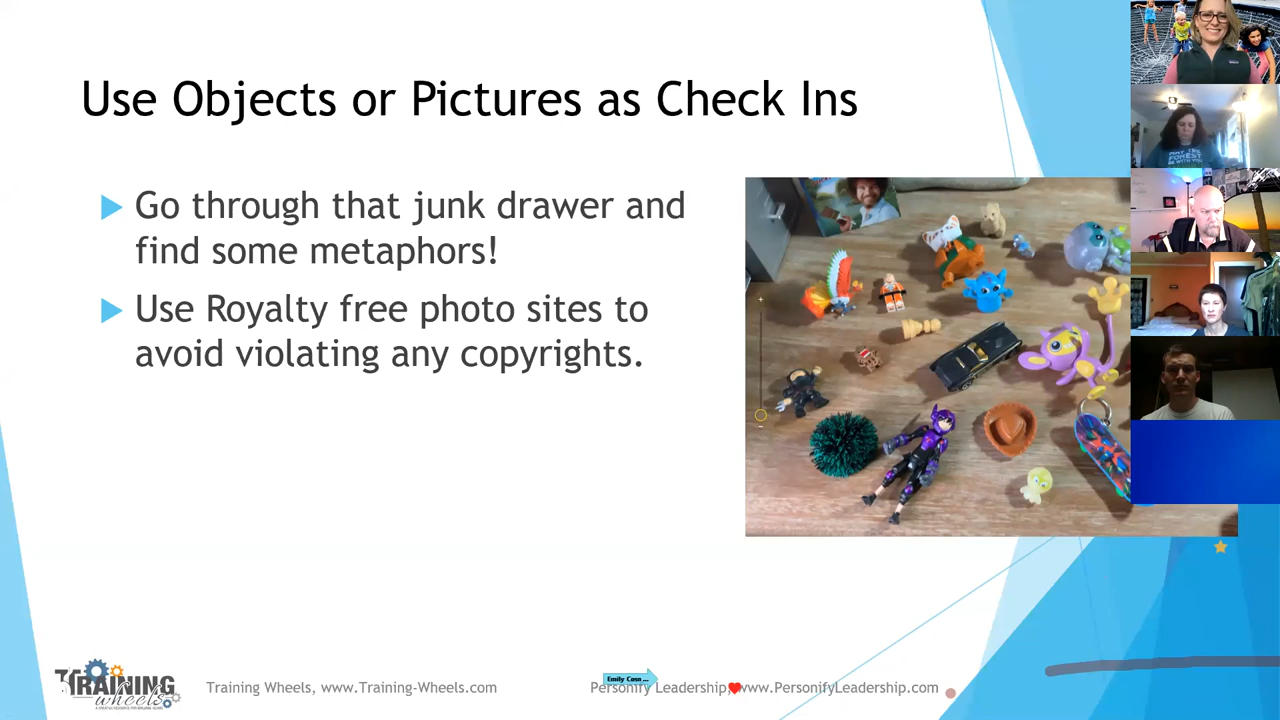 Use Objects or Pictures as Check Ins
Go through that junk drawer and
find some metaphors!
Use Royalty free photo sites to
avoid violating any copyrights.
TRAINING
wheels
Training Wheels, www.Training-Wheels.com
Emily Casn ...
Personify Leadership, www.PersonifyLeadership.com